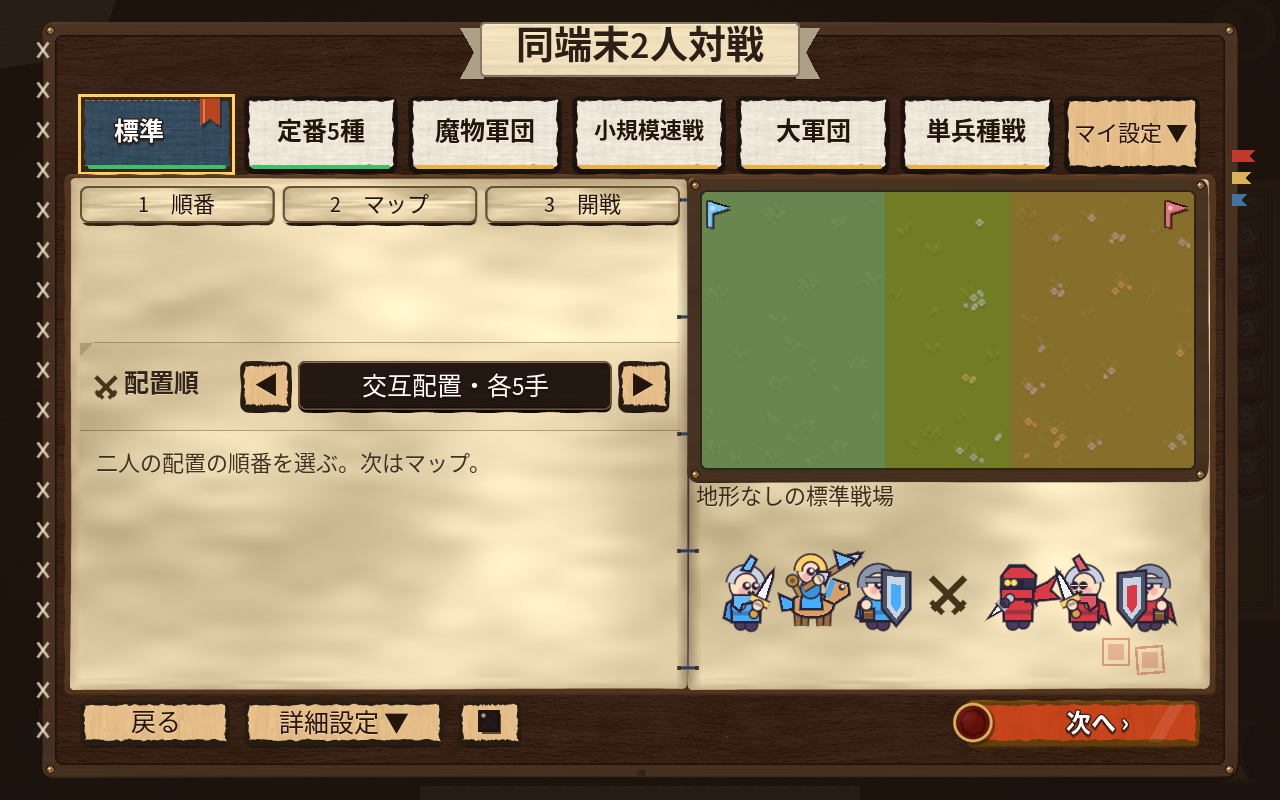 同端末2人対戦
標準
定番5種
魔物軍団
小規模速戦
大軍団
単兵種戦
マイ設定▼
1 順番
2 マップ
3 開戦
配置順
◀
交互配置・各5手
▶
二人の配置の順番を選ぶ。次はマップ。
地形なしの標準戦場
戻る
詳細設定▼
次へ›